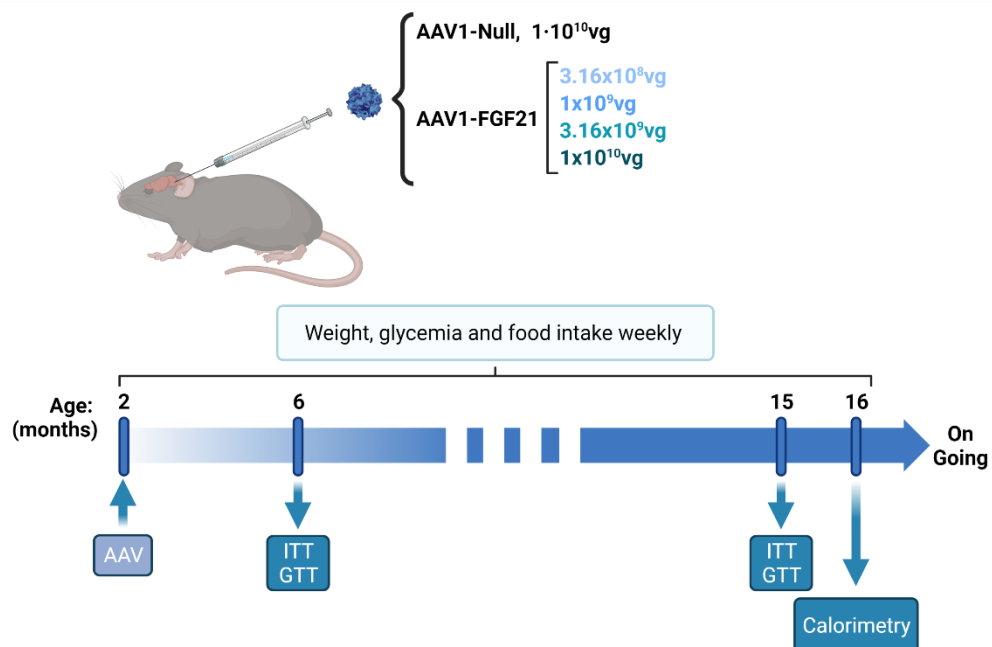 AAV1-Null, 1·10¹⁰vg
AAV1-FGF21
3.16x10⁸vg
1x10⁹vg
3.16x10⁹vg
1x10¹⁰vg
Weight, glycemia and food intake weekly
Age:
(months)
2
6
15
16
On
Going
AAV
ITT
GTT
ITT
GTT
Calorimetry